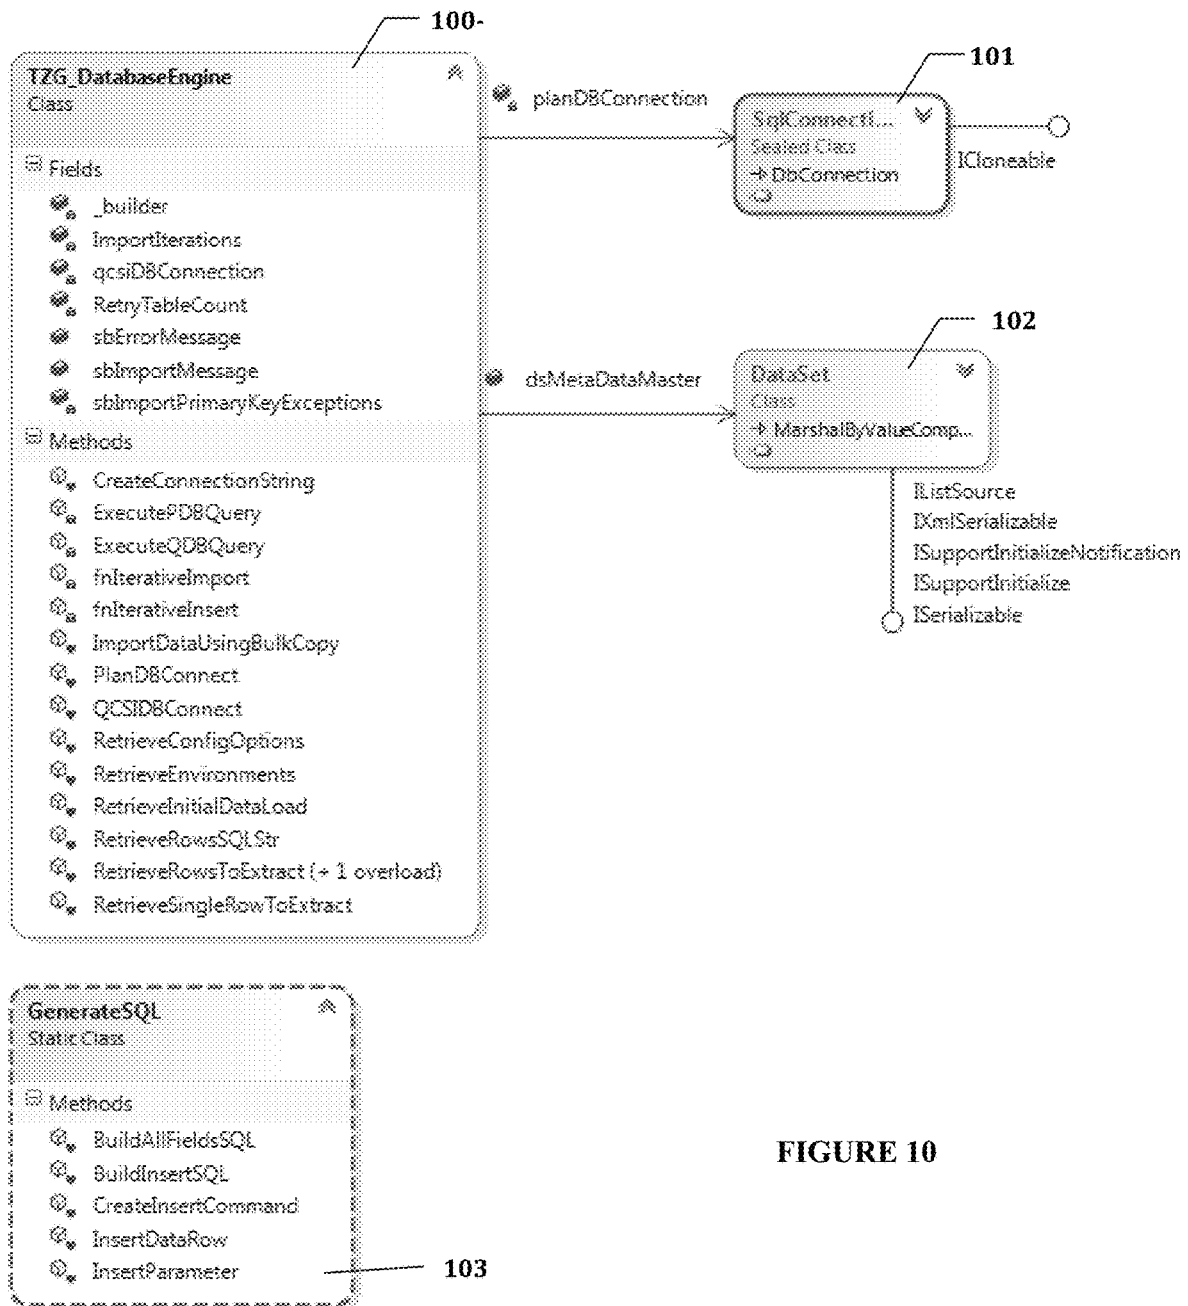 100-
TZG_DatabaseEngine
Class
Fields
_builder
ImportIterations
qcsiDBConnection
RetryTableCount
sbErrorMessage
sbImportMessage
sbImportPrimaryKeyExceptions
Methods
CreateConnectionString
ExecutePDBQuery
ExecuteQDBQuery
fnIterativeImport
fnIterativeInsert
ImportDataUsingBulkCopy
PlanDBConnect
QCSIDBConnect
RetrieveConfigOptions
RetrieveEnvironments
RetrieveInitialDataLoad
RetrieveRowsSQLStr
RetrieveRowsToExtract (+ 1 overload)
RetrieveSingleRowToExtract
planDBConnection
101
SqlConnecti...
Sealed Class
→ DbConnection
ICloneable
dsMetaDataMaster
102
DataSet
Class
→ MarshalByValueComp...
IListSource
IXmlSerializable
ISupportInitializeNotification
ISupportInitialize
ISerializable
GenerateSQL
Static Class
Methods
BuildAllFieldsSQL
BuildInsertSQL
CreateInsertCommand
InsertDataRow
InsertParameter
103
FIGURE 10